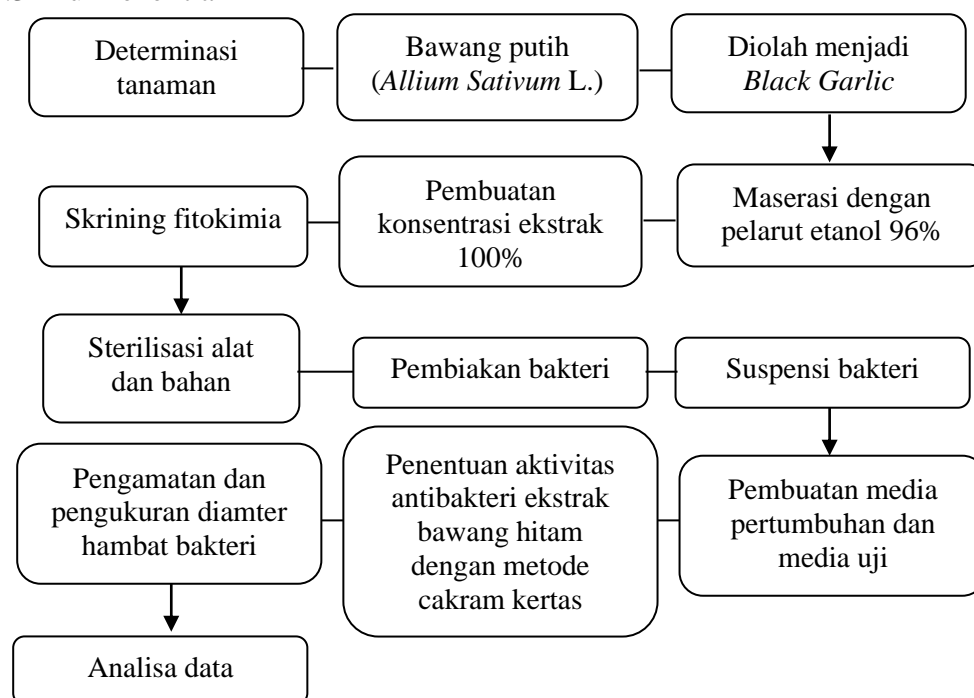 Determinasi
tanaman
Bawang putih
(Allium Sativum L.)
Diolah menjadi
Black Garlic
Maserasi dengan
pelarut etanol 96%
Pembuatan
konsentrasi ekstrak
100%
Skrining fitokimia
Sterilisasi alat
dan bahan
Pembiakan bakteri
Suspensi bakteri
Pembuatan media
pertumbuhan dan
media uji
Penentuan aktivitas
antibakteri ekstrak
bawang hitam
dengan metode
cakram kertas
Pengamatan dan
pengukuran diamter
hambat bakteri
Analisa data